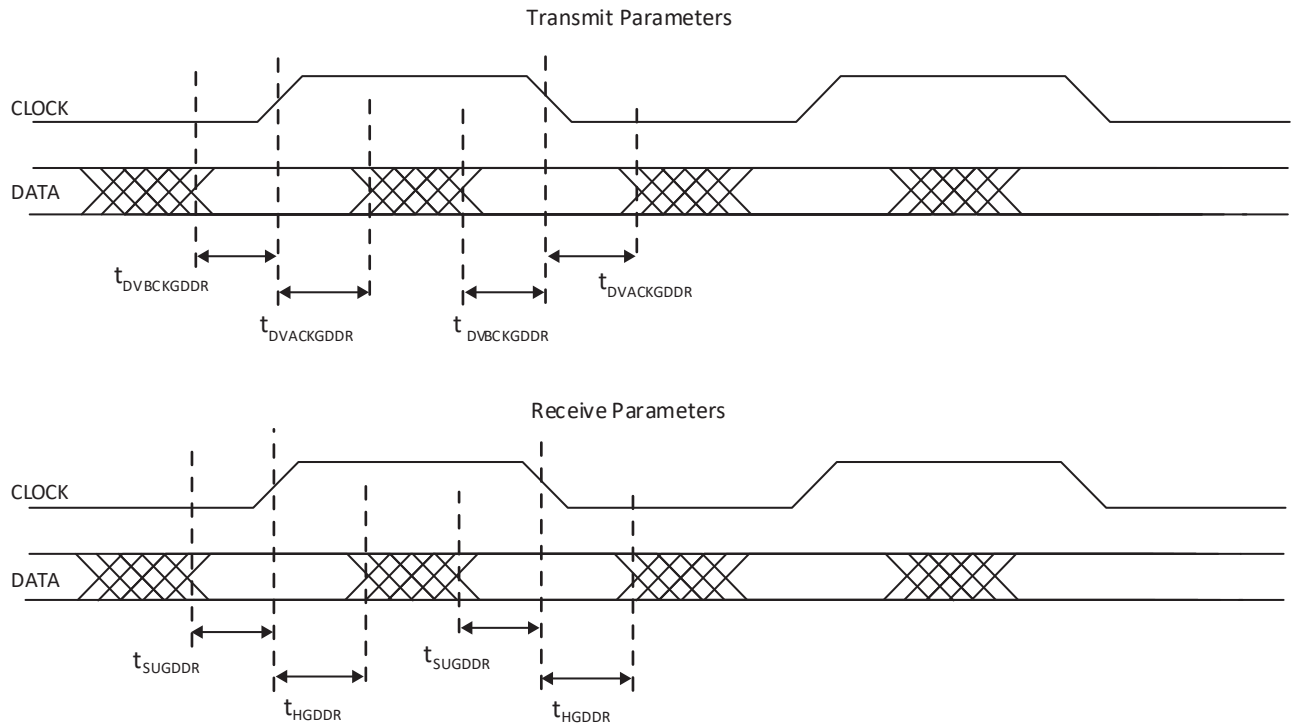 Transmit Parameters
CLOCK
DATA
tDVBCKGDDR
tDVACKGDDR
tDVBCKGDDR
tDVACKGDDR
Receive Parameters
CLOCK
DATA
tSUGDDR
tHGDDR
tSUGDDR
tHGDDR